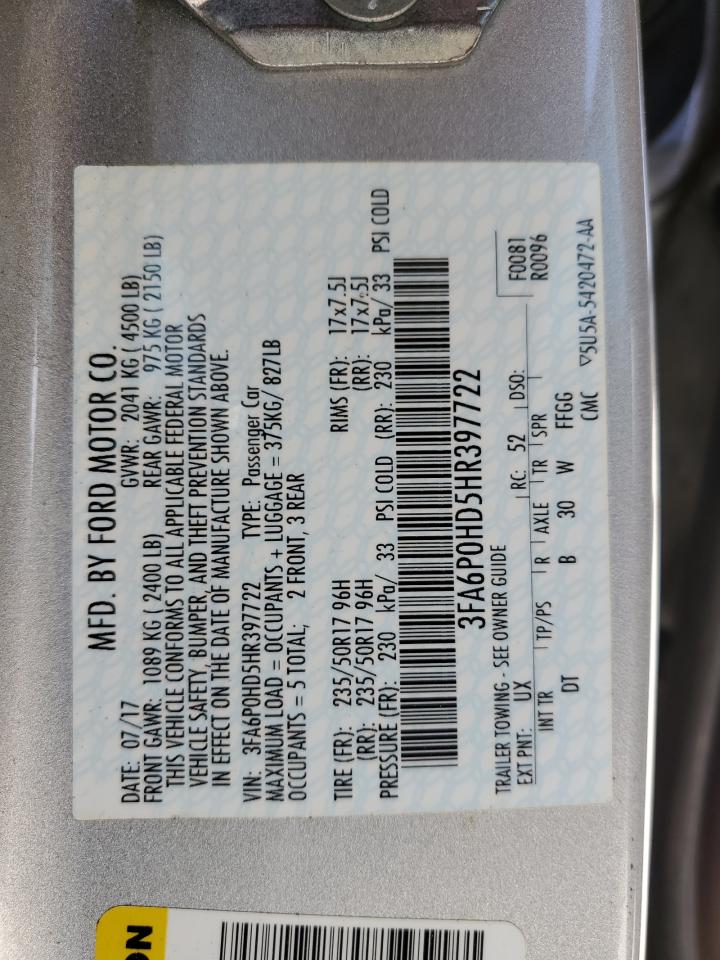 MFD. BY FORD MOTOR CO.
DATE: 07/17 GVWR: 2041 KG ( 4500 LB)
FRONT GAWR: 1089 KG ( 2400 LB) REAR GAWR: 975 KG ( 2150 LB)
THIS VEHICLE CONFORMS TO ALL APPLICABLE FEDERAL MOTOR
VEHICLE SAFETY, BUMPER, AND THEFT PREVENTION STANDARDS
IN EFFECT ON THE DATE OF MANUFACTURE SHOWN ABOVE.
VIN: 3FA6P0HD5HR397722 TYPE: Passenger Car
MAXIMUM LOAD = OCCUPANTS + LUGGAGE = 375KG/ 827LB
OCCUPANTS = 5 TOTAL; 2 FRONT, 3 REAR
TIRE (FR): 235/50R17 96H RIMS (FR): 17x7.5J
(RR): 235/50R17 96H (RR): 17x7.5J
PRESSURE (FR): 230 kPa/ 33 PSI COLD (RR): 230 kPa/ 33 PSI COLD
3FA6P0HD5HR397722
TRAILER TOWING - SEE OWNER GUIDE F0081
EXT PNT: UX RC: 52 DSO: R0096
INT TR TP/PS R AXLE TR SPR
DT B 30 W FFGG
CMC ▽5U5A-5420472-AA
ON